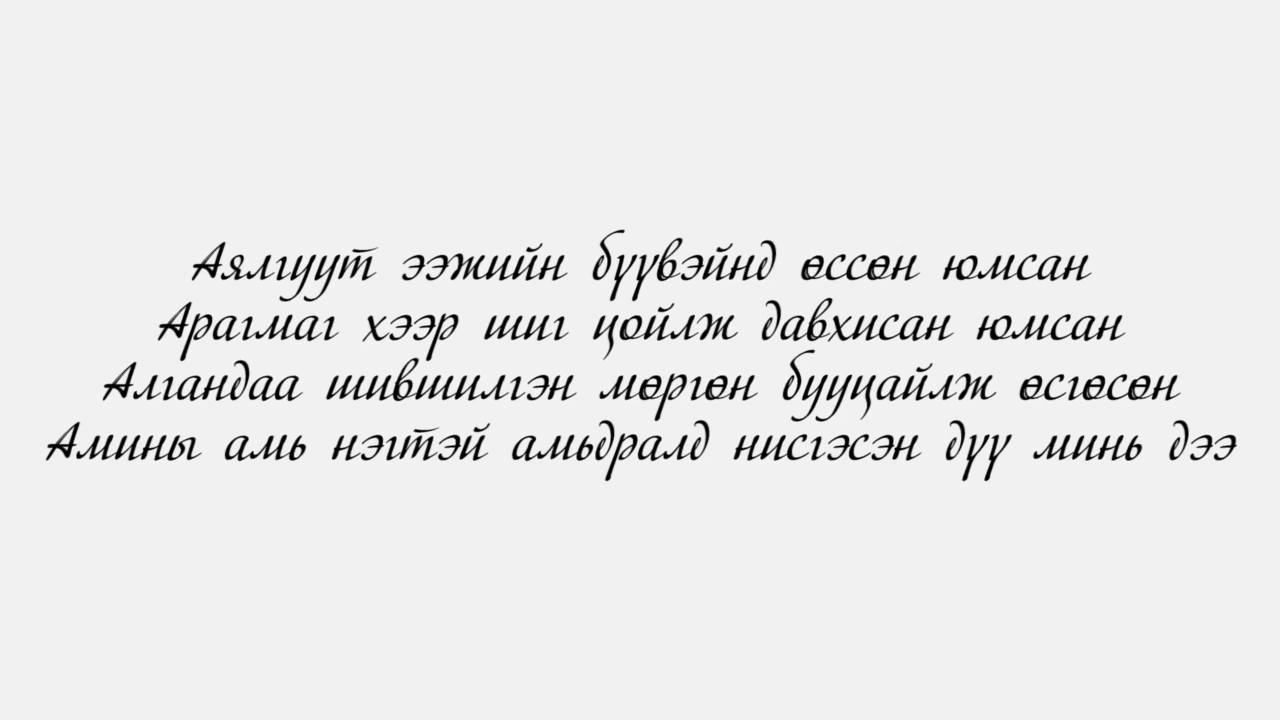 Аялгуут ээжийн бүүвэйнд өссөн юмсан
Арагмаг хээр шиг цойлж давхисан юмсан
Алгандаа шившилгэн мөргөн бууцайлж өсгөсөн
Амины амь нэгтэй амьдралд нисгэсэн дүү минь дээ